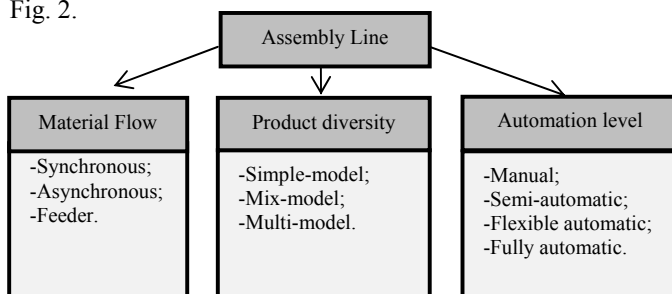 Fig. 2.
Assembly Line
Material Flow
-Synchronous;
-Asynchronous;
-Feeder.
Product diversity
-Simple-model;
-Mix-model;
-Multi-model.
Automation level
-Manual;
-Semi-automatic;
-Flexible automatic;
-Fully automatic.